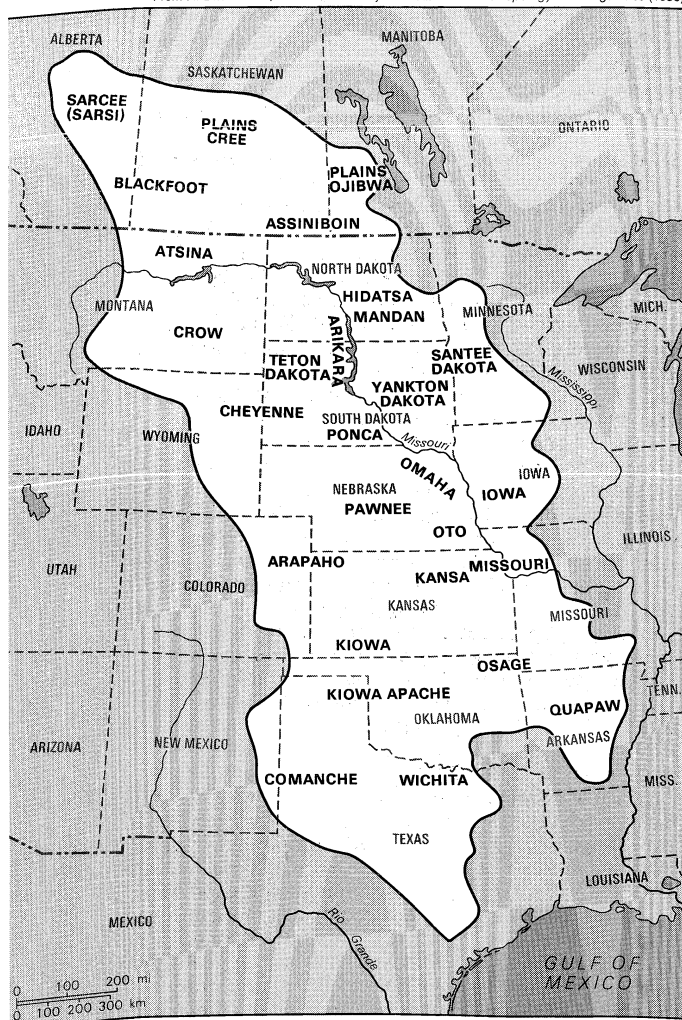 ALBERTA
MANITOBA
SASKATCHEWAN
SARCEE
(SARSI)
PLAINS
CREE
ONTARIO
PLAINS
OJIBWA
BLACKFOOT
ASSINIBOIN
ATSINA
NORTH DAKOTA
HIDATSA
MANDAN
MONTANA
MINNESOTA
MICH.
CROW
ARIKARA
TETON
DAKOTA
SANTEE
DAKOTA
WISCONSIN
Mississippi
YANKTON
DAKOTA
CHEYENNE
SOUTH DAKOTA
PONCA
IDAHO
WYOMING
Missouri
OMAHA
IOWA
IOWA
NEBRASKA
PAWNEE
OTO
ILLINOIS
UTAH
COLORADO
ARAPAHO
KANSA
MISSOURI
KANSAS
MISSOURI
KIOWA
OSAGE
KIOWA APACHE
TENN.
QUAPAW
OKLAHOMA
ARKANSAS
ARIZONA
NEW MEXICO
COMANCHE
WICHITA
MISS.
TEXAS
LOUISIANA
MEXICO
Rio Grande
GULF OF
MEXICO
0 100 200 mi
0 100 200 300 km